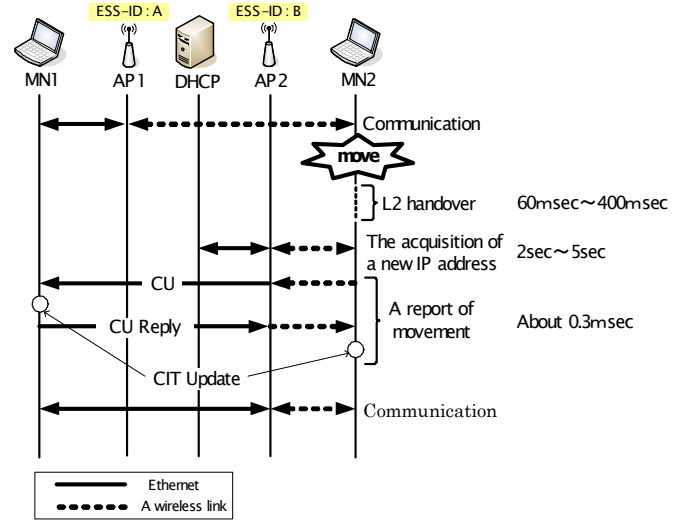 ESS-ID : A
ESS-ID : B
MN1
AP1
DHCP
AP2
MN2
Communication
move
L2 handover
60msec～400msec
The acquisition of
a new IP address
2sec～5sec
CU
A report of
movement
About 0.3msec
CU Reply
CIT Update
Communication
Ethernet
A wireless link